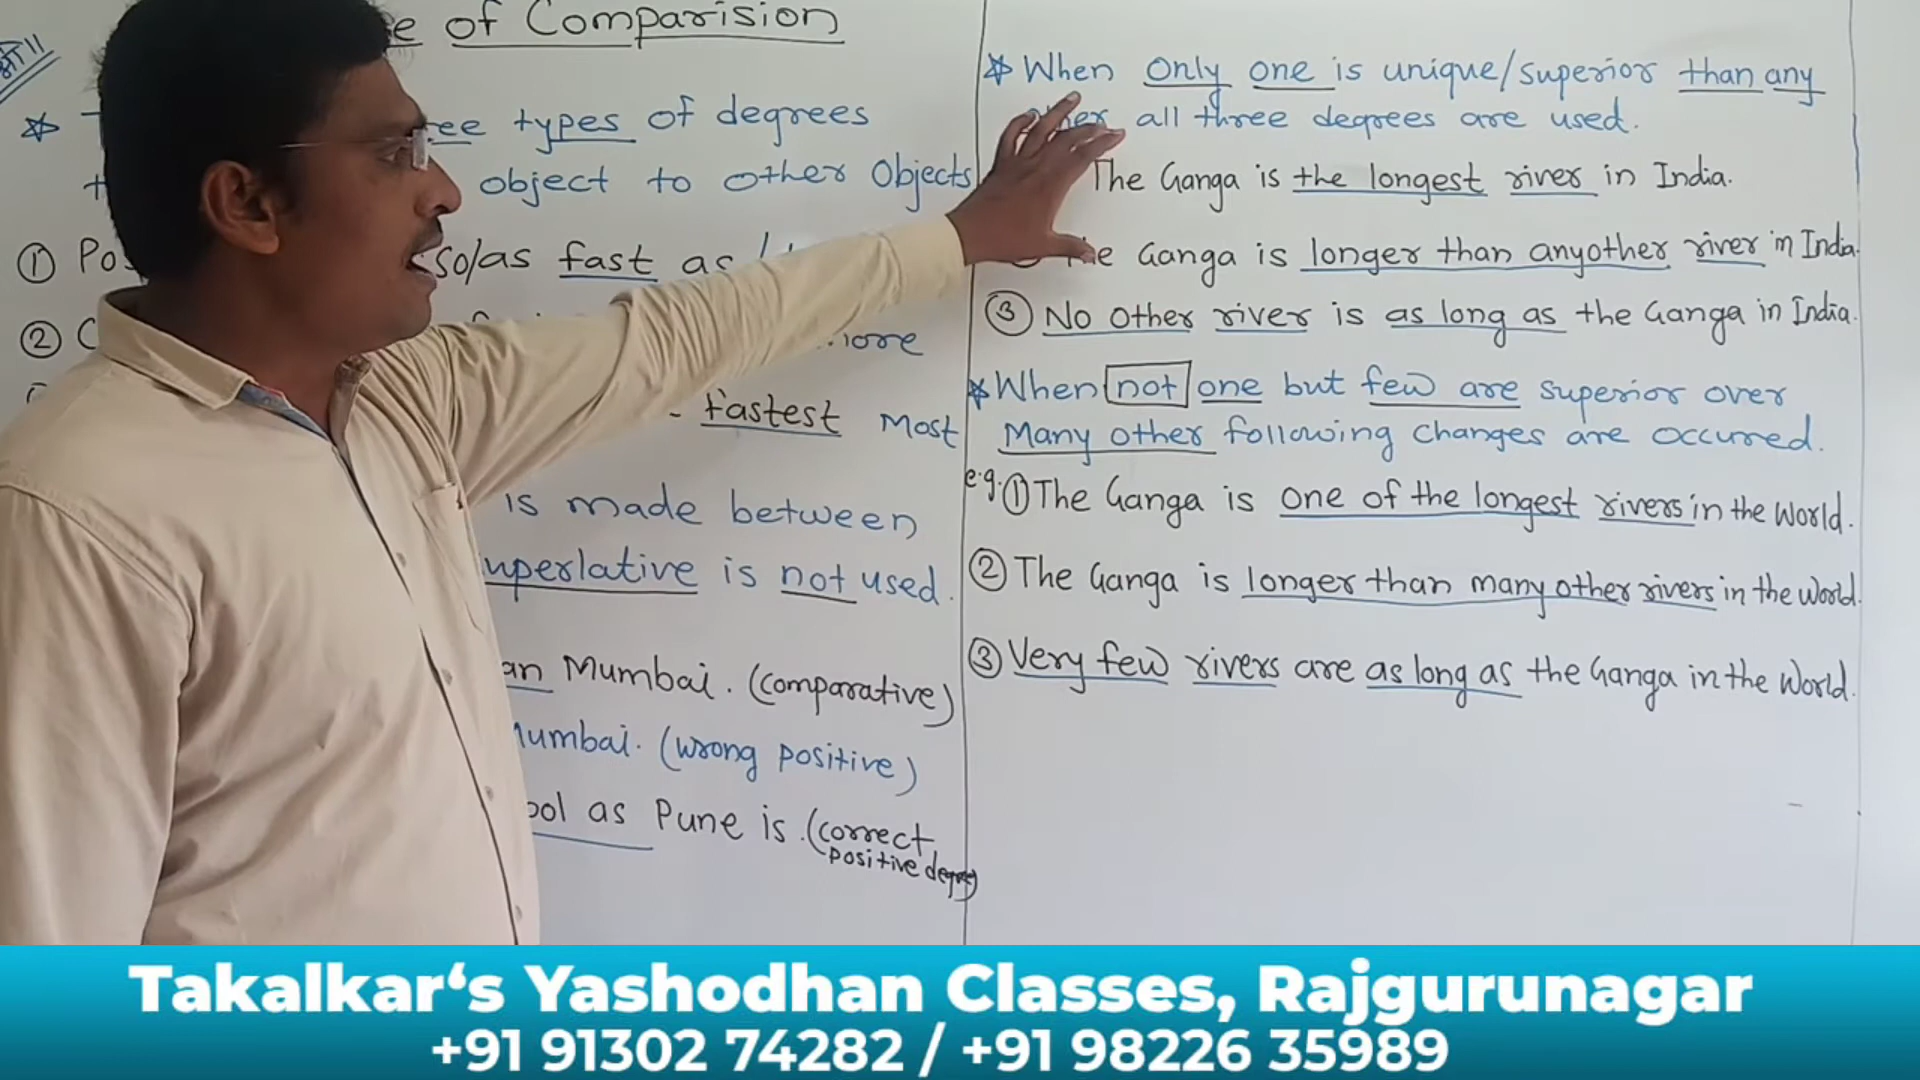 of Comparision
types of degrees
object to other Objects
① so/as fast as
②
more
- Fastest Most
is made between
is not used.
Mumbai. (comparative)
(wrong positive)
as Pune is. (correct
positive degree)
When only one is unique/superior than any
other all three degrees are used.
The Ganga is the longest river in India.
Ganga is longer than anyother river in India.
③ No other river is as long as the Ganga in India.
When not one but few are superior over
Many other following changes are occurred.
e.g. ① The Ganga is one of the longest rivers in the World.
② The Ganga is longer than many other rivers in the World.
③ Very few rivers are as long as the Ganga in the World.
Takalkar‘s Yashodhan Classes, Rajgurunagar
+91 91302 74282 / +91 98226 35989